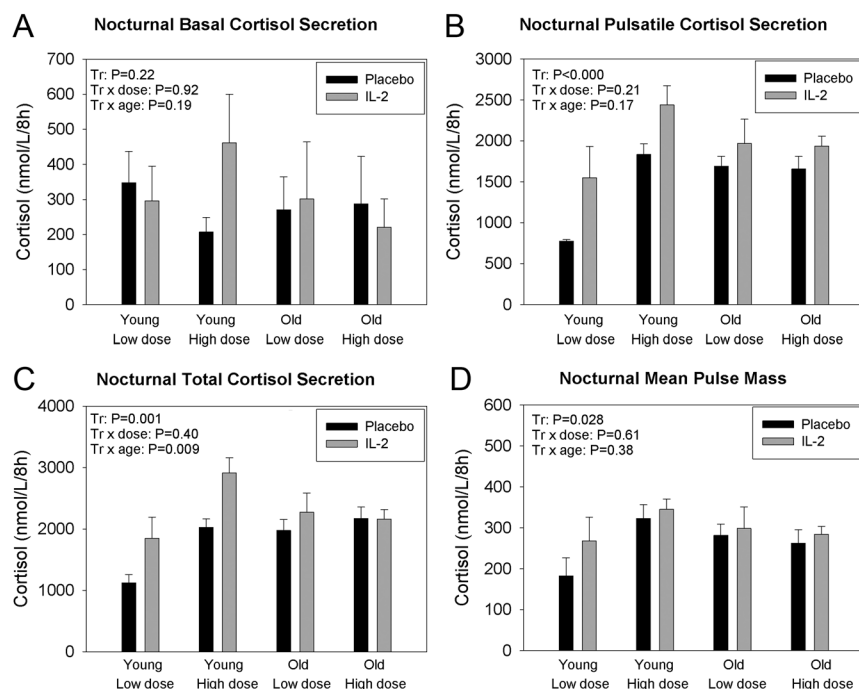 A
Nocturnal Basal Cortisol Secretion
Cortisol (nmol/L/8h)
700
600
500
400
300
200
100
0
Tr: P=0.22
Tr x dose: P=0.92
Tr x age: P=0.19
Placebo
IL-2
Young
Low dose
Young
High dose
Old
Low dose
Old
High dose
B
Nocturnal Pulsatile Cortisol Secretion
Cortisol (nmol/L/8h)
3000
2500
2000
1500
1000
500
0
Tr: P<0.000
Tr x dose: P=0.21
Tr x age: P=0.17
Placebo
IL-2
Young
Low dose
Young
High dose
Old
Low dose
Old
High dose
C
Nocturnal Total Cortisol Secretion
Cortisol (nmol/L/8h)
4000
3000
2000
1000
0
Tr: P=0.001
Tr x dose: P=0.40
Tr x age: P=0.009
Placebo
IL-2
Young
Low dose
Young
High dose
Old
Low dose
Old
High dose
D
Nocturnal Mean Pulse Mass
Cortisol (nmol/L/8h)
600
500
400
300
200
100
0
Tr: P=0.028
Tr x dose: P=0.61
Tr x age: P=0.38
Placebo
IL-2
Young
Low dose
Young
High dose
Old
Low dose
Old
High dose